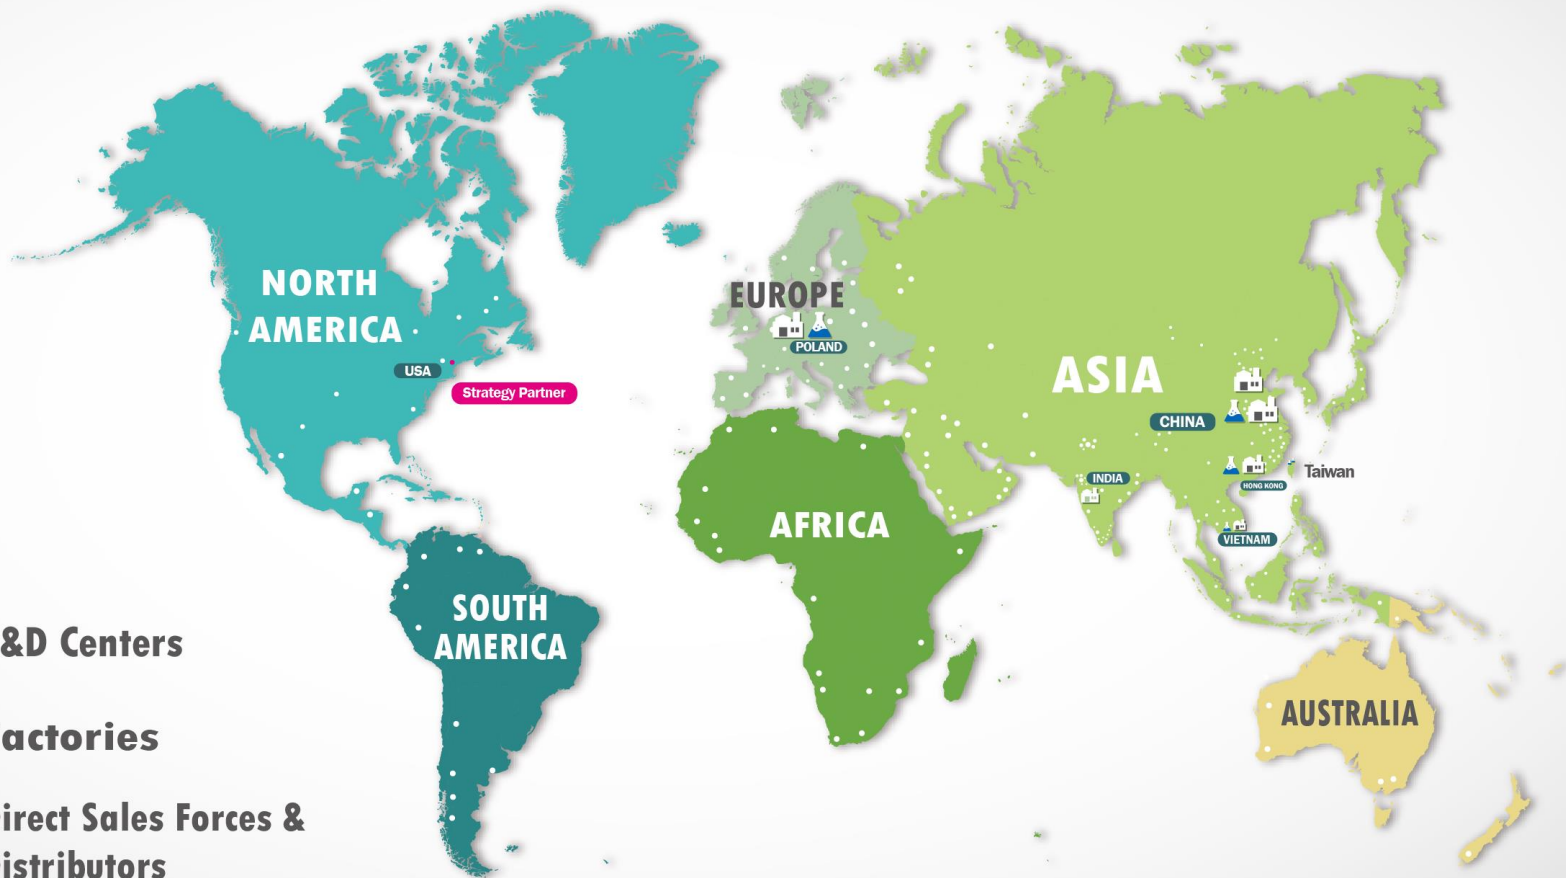 NORTH
AMERICA
USA
Strategy Partner
EUROPE
POLAND
ASIA
CHINA
INDIA
HONG KONG
Taiwan
VIETNAM
AFRICA
SOUTH
AMERICA
AUSTRALIA
&D Centers
actories
irect Sales Forces &
istributors